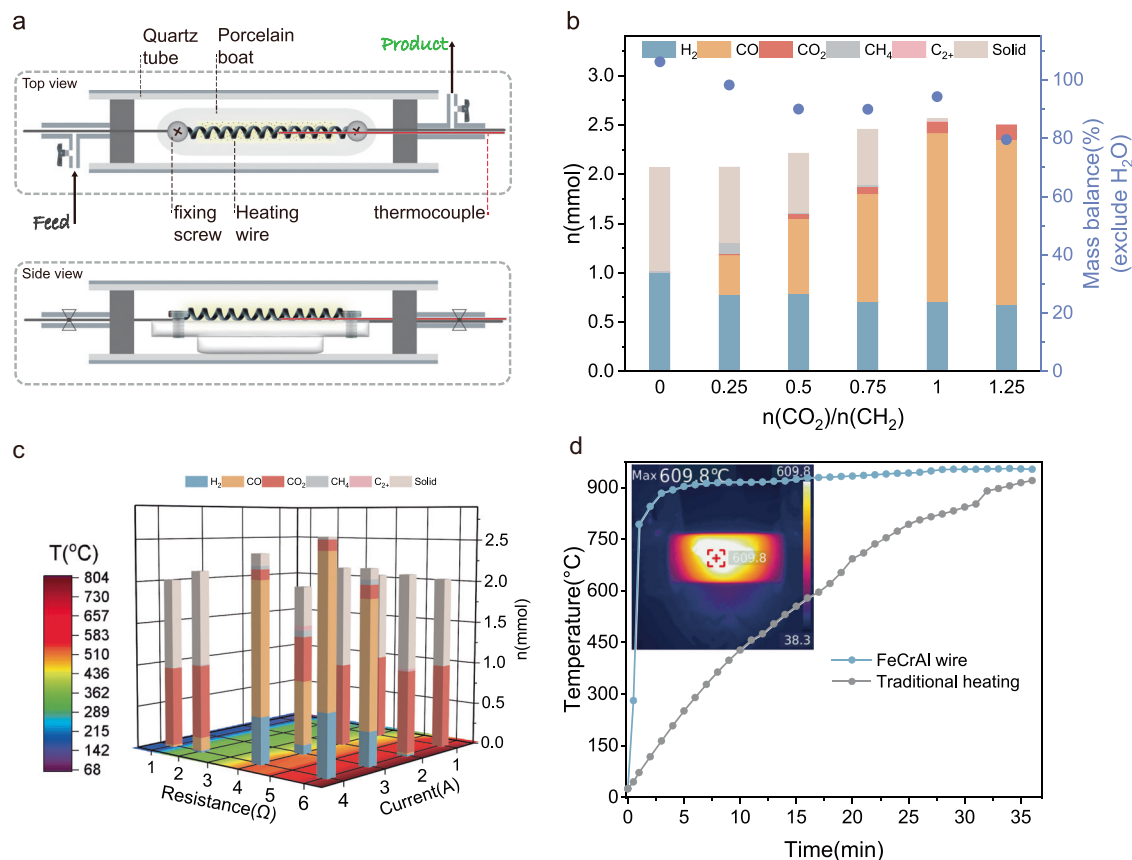 a
Quartz
tube
Porcelain
boat
Product
Top view
Feed
fixing
screw
Heating
wire
thermocouple
Side view
b
H₂ CO CO₂ CH₄ C₂₊ Solid
3.0
2.5
2.0
1.5
1.0
0.5
0.0
n(mmol)
0 0.25 0.5 0.75 1 1.25
n(CO₂)/n(CH₂)
100
80
60
40
20
0
Mass balance(%)
(exclude H₂O)
c
H₂ CO CO₂ CH₄ C₂₊ Solid
T(°C)
804
730
657
583
510
436
362
289
215
142
68
2.5
2.0
1.5
1.0
0.5
0.0
n(mmol)
1 2 3 4 5 6
Resistance(Ω)
4 3 2 1
Current(A)
d
900
750
600
450
300
150
0
Temperature(°C)
Max 609.8℃
609.8
609.8
38.3
FeCrAl wire
Traditional heating
0 5 10 15 20 25 30 35
Time(min)